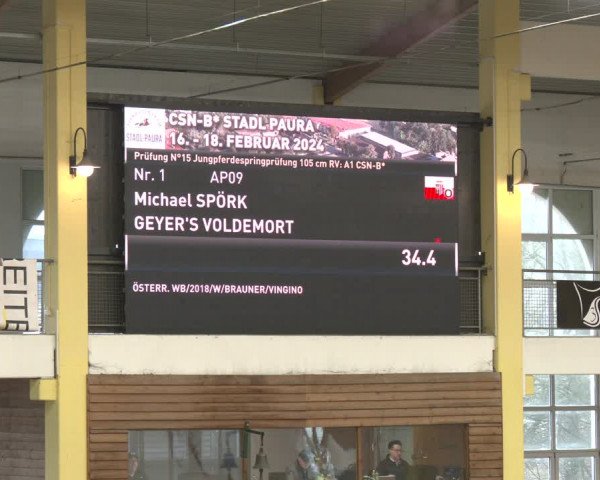 CSN-B* STADL-PAURA
16. - 18. FEBRUAR 2024
STADL-PAURA
Prüfung N°15 Jungpferdespringprüfung 105 cm RV: A1 CSN-B*
Nr. 1 AP09
Michael SPÖRK
GEYER'S VOLDEMORT
34.4
ÖSTERR. WB/2018/W/BRAUNER/VINGINO
EITE